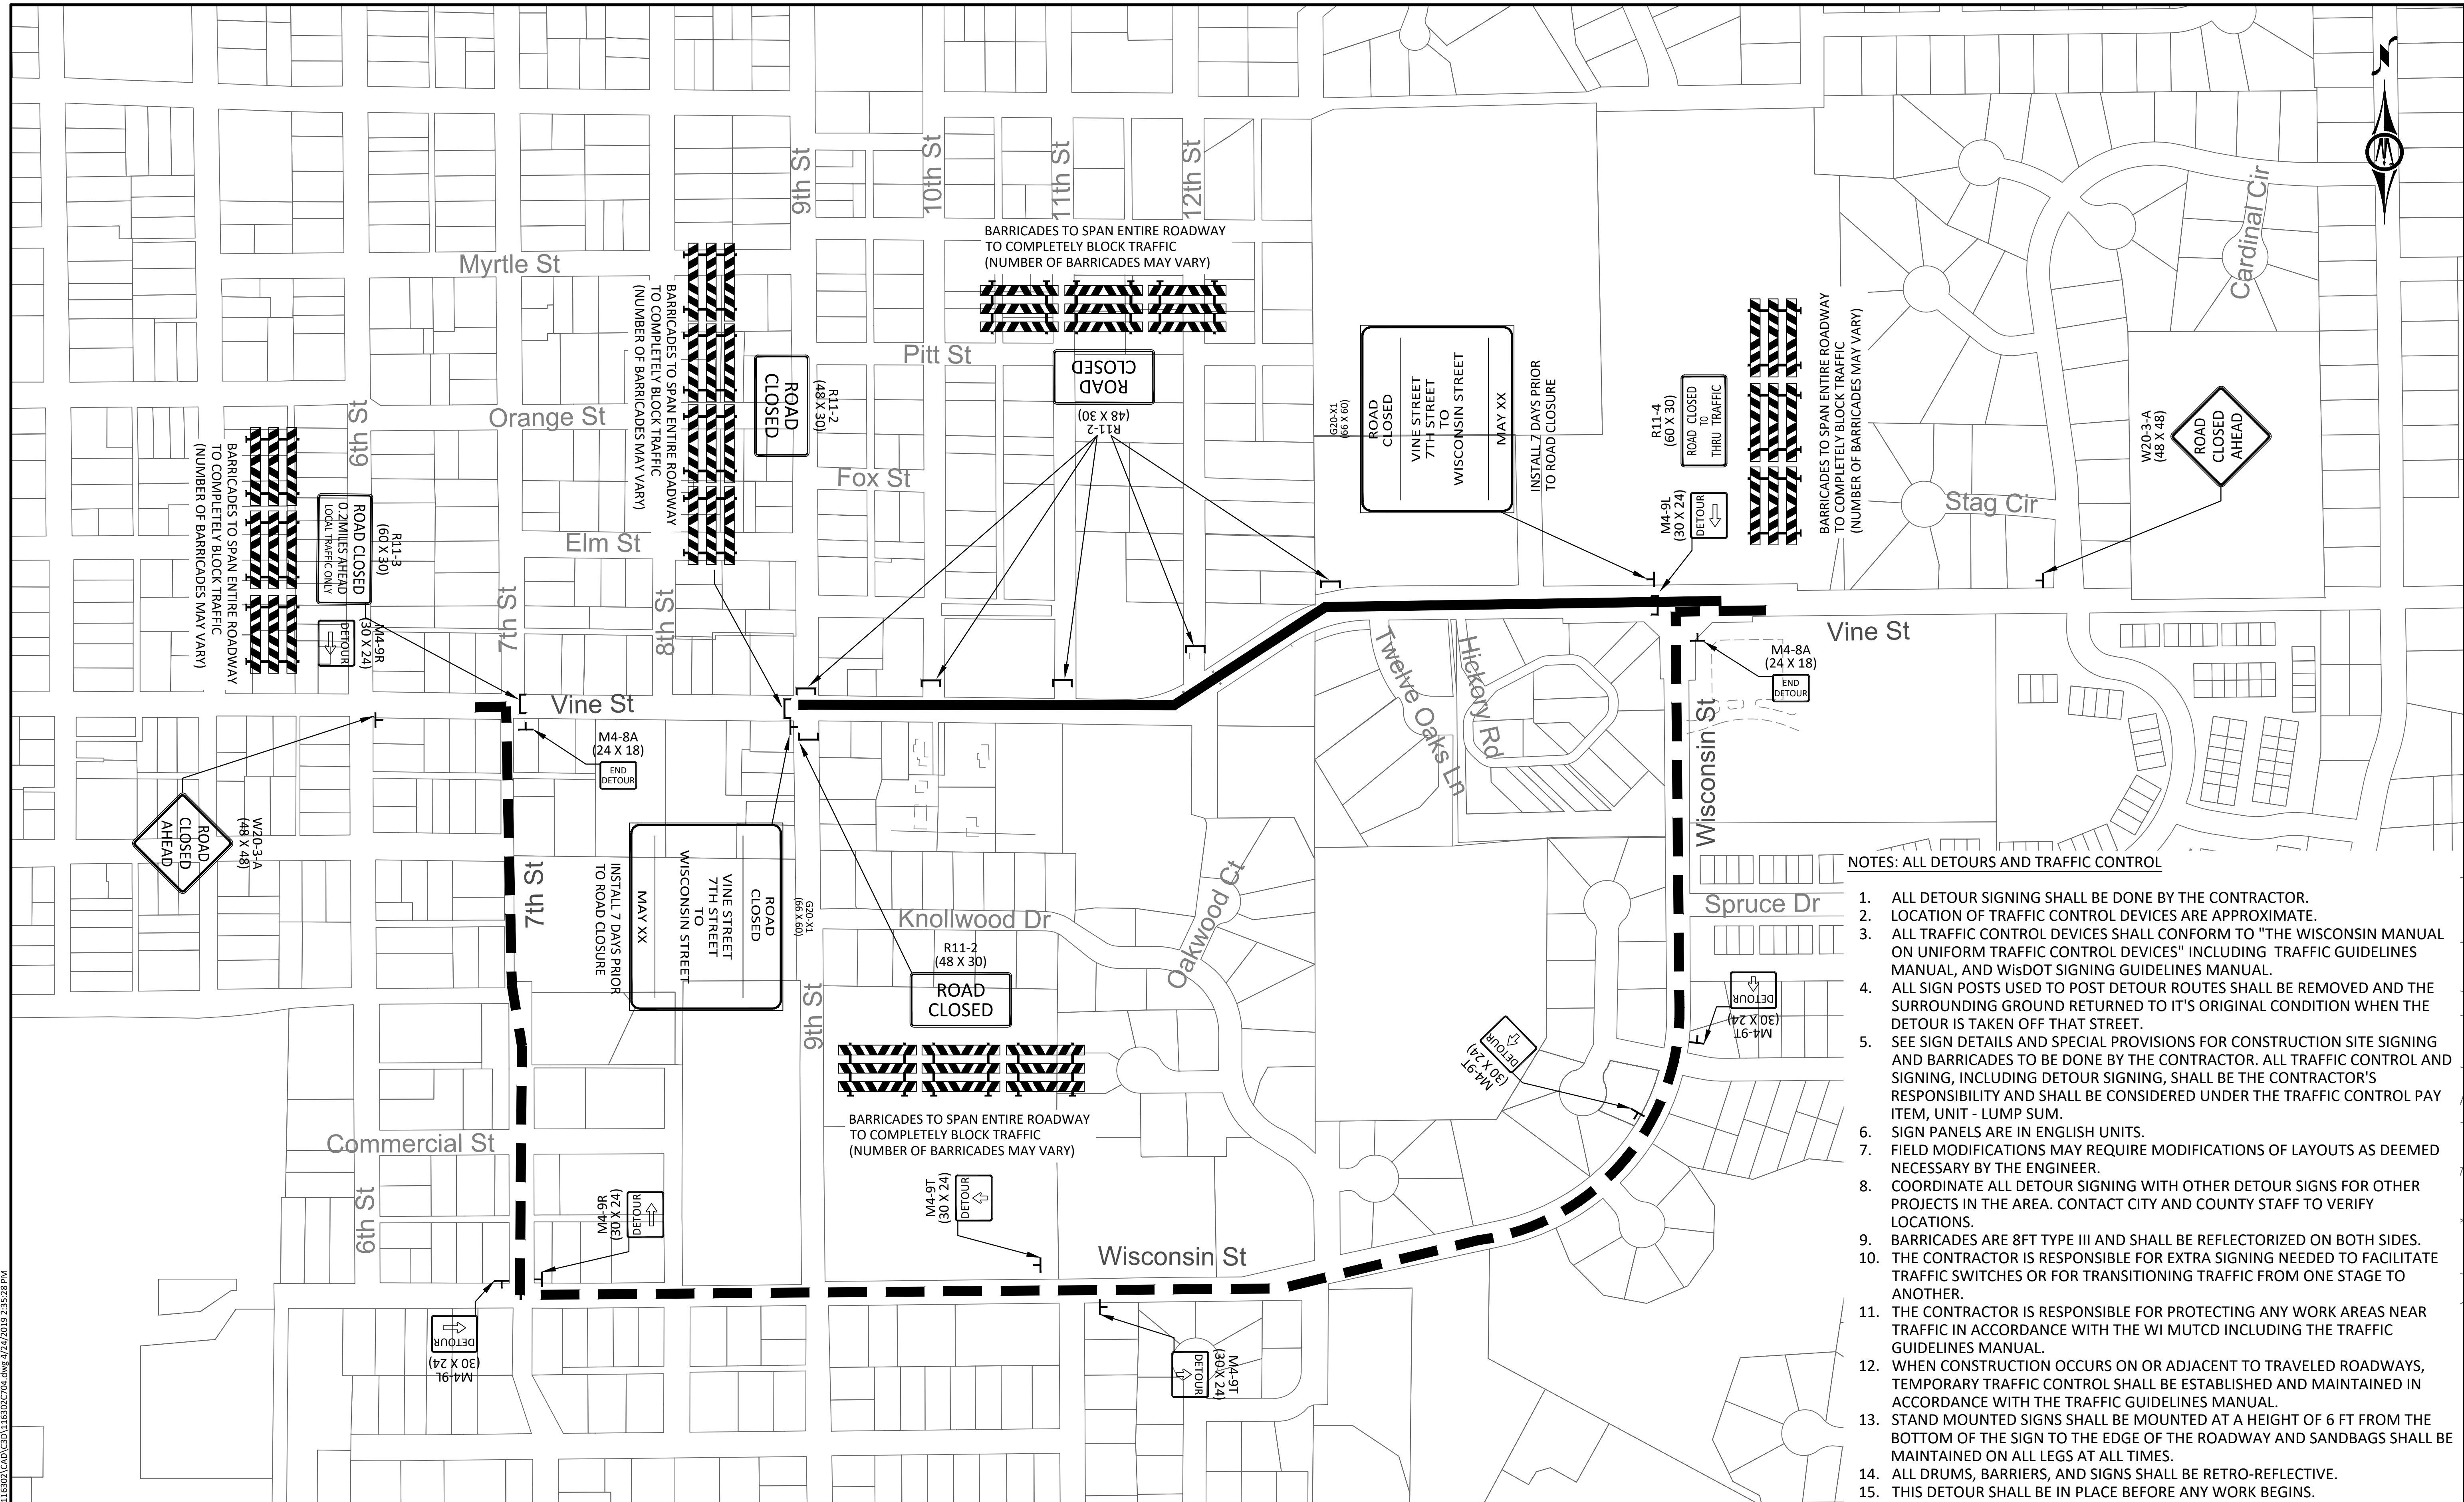 Myrtle St
9th St
10th St
11th St
12th St
Cardinal Cir
BARRICADES TO SPAN ENTIRE ROADWAY
TO COMPLETELY BLOCK TRAFFIC
(NUMBER OF BARRICADES MAY VARY)
BARRICADES TO SPAN ENTIRE ROADWAY
TO COMPLETELY BLOCK TRAFFIC
(NUMBER OF BARRICADES MAY VARY)
ROAD
CLOSED
R11-2
(48 X 30)
Pitt St
ROAD
CLOSED
(48 X 30)
R11-2
Orange St
Fox St
Elm St
6th St
BARRICADES TO SPAN ENTIRE ROADWAY
TO COMPLETELY BLOCK TRAFFIC
(NUMBER OF BARRICADES MAY VARY)
ROAD CLOSED
0.2MILES AHEAD
LOCAL TRAFFIC ONLY
R11-3
(60 X 30)
DETOUR
M4-9R
(30 X 24)
7th St
8th St
G20-X1
(66 X 60)
ROAD
CLOSED
VINE STREET
7TH STREET
TO
WISCONSIN STREET
MAY XX
INSTALL 7 DAYS PRIOR
TO ROAD CLOSURE
R11-4
(60 X 30)
ROAD CLOSED
TO
THRU TRAFFIC
M4-9L
(30 X 24)
DETOUR
BARRICADES TO SPAN ENTIRE ROADWAY
TO COMPLETELY BLOCK TRAFFIC
(NUMBER OF BARRICADES MAY VARY)
W20-3-A
(48 X 48)
ROAD
CLOSED
AHEAD
Stag Cir
Vine St
Vine St
Twelve Oaks Ln
Hickory Rd
Wisconsin St
M4-8A
(24 X 18)
END
DETOUR
M4-8A
(24 X 18)
END
DETOUR
W20-3-A
(48 X 48)
ROAD
CLOSED
AHEAD
7th St
G20-X1
(66 X 60)
ROAD
CLOSED
VINE STREET
7TH STREET
TO
WISCONSIN STREET
MAY XX
INSTALL 7 DAYS PRIOR
TO ROAD CLOSURE
9th St
Knollwood Dr
Oakwood Ct
R11-2
(48 X 30)
ROAD
CLOSED
BARRICADES TO SPAN ENTIRE ROADWAY
TO COMPLETELY BLOCK TRAFFIC
(NUMBER OF BARRICADES MAY VARY)
Spruce Dr
DETOUR
(30 X 24)
M4-9T
DETOUR
M4-9T
(30 X 24)
Commercial St
6th St
M4-9R
(30 X 24)
DETOUR
M4-9T
(30 X 24)
DETOUR
Wisconsin St
DETOUR
(30 X 24)
M4-9L
DETOUR
M4-9T
(30 X 24)
NOTES: ALL DETOURS AND TRAFFIC CONTROL
1. ALL DETOUR SIGNING SHALL BE DONE BY THE CONTRACTOR.
2. LOCATION OF TRAFFIC CONTROL DEVICES ARE APPROXIMATE.
3. ALL TRAFFIC CONTROL DEVICES SHALL CONFORM TO "THE WISCONSIN MANUAL
ON UNIFORM TRAFFIC CONTROL DEVICES" INCLUDING TRAFFIC GUIDELINES
MANUAL, AND WisDOT SIGNING GUIDELINES MANUAL.
4. ALL SIGN POSTS USED TO POST DETOUR ROUTES SHALL BE REMOVED AND THE
SURROUNDING GROUND RETURNED TO IT'S ORIGINAL CONDITION WHEN THE
DETOUR IS TAKEN OFF THAT STREET.
5. SEE SIGN DETAILS AND SPECIAL PROVISIONS FOR CONSTRUCTION SITE SIGNING
AND BARRICADES TO BE DONE BY THE CONTRACTOR. ALL TRAFFIC CONTROL AND
SIGNING, INCLUDING DETOUR SIGNING, SHALL BE THE CONTRACTOR'S
RESPONSIBILITY AND SHALL BE CONSIDERED UNDER THE TRAFFIC CONTROL PAY
ITEM, UNIT - LUMP SUM.
6. SIGN PANELS ARE IN ENGLISH UNITS.
7. FIELD MODIFICATIONS MAY REQUIRE MODIFICATIONS OF LAYOUTS AS DEEMED
NECESSARY BY THE ENGINEER.
8. COORDINATE ALL DETOUR SIGNING WITH OTHER DETOUR SIGNS FOR OTHER
PROJECTS IN THE AREA. CONTACT CITY AND COUNTY STAFF TO VERIFY
LOCATIONS.
9. BARRICADES ARE 8FT TYPE III AND SHALL BE REFLECTORIZED ON BOTH SIDES.
10. THE CONTRACTOR IS RESPONSIBLE FOR EXTRA SIGNING NEEDED TO FACILITATE
TRAFFIC SWITCHES OR FOR TRANSITIONING TRAFFIC FROM ONE STAGE TO
ANOTHER.
11. THE CONTRACTOR IS RESPONSIBLE FOR PROTECTING ANY WORK AREAS NEAR
TRAFFIC IN ACCORDANCE WITH THE WI MUTCD INCLUDING THE TRAFFIC
GUIDELINES MANUAL.
12. WHEN CONSTRUCTION OCCURS ON OR ADJACENT TO TRAVELED ROADWAYS,
TEMPORARY TRAFFIC CONTROL SHALL BE ESTABLISHED AND MAINTAINED IN
ACCORDANCE WITH THE TRAFFIC GUIDELINES MANUAL.
13. STAND MOUNTED SIGNS SHALL BE MOUNTED AT A HEIGHT OF 6 FT FROM THE
BOTTOM OF THE SIGN TO THE EDGE OF THE ROADWAY AND SANDBAGS SHALL BE
MAINTAINED ON ALL LEGS AT ALL TIMES.
14. ALL DRUMS, BARRIERS, AND SIGNS SHALL BE RETRO-REFLECTIVE.
15. THIS DETOUR SHALL BE IN PLACE BEFORE ANY WORK BEGINS.
116302\CAD\C3D\116302C704.dwg 4/24/2019 2:35:28 PM
N